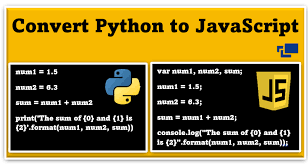 Convert Python to JavaScript
num1 = 1.5
num2 = 6.3
sum = num1 + num2
print("The sum of {0} and {1} is
{2}'.format(num1, num2, sum))
var num1, num2, sum;
num1 = 1.5;
num2 = 6.3;
sum = num1 + num2;
console.log("The sum of {0} and {1}
is {2}".format(num1, num2, sum));
JS